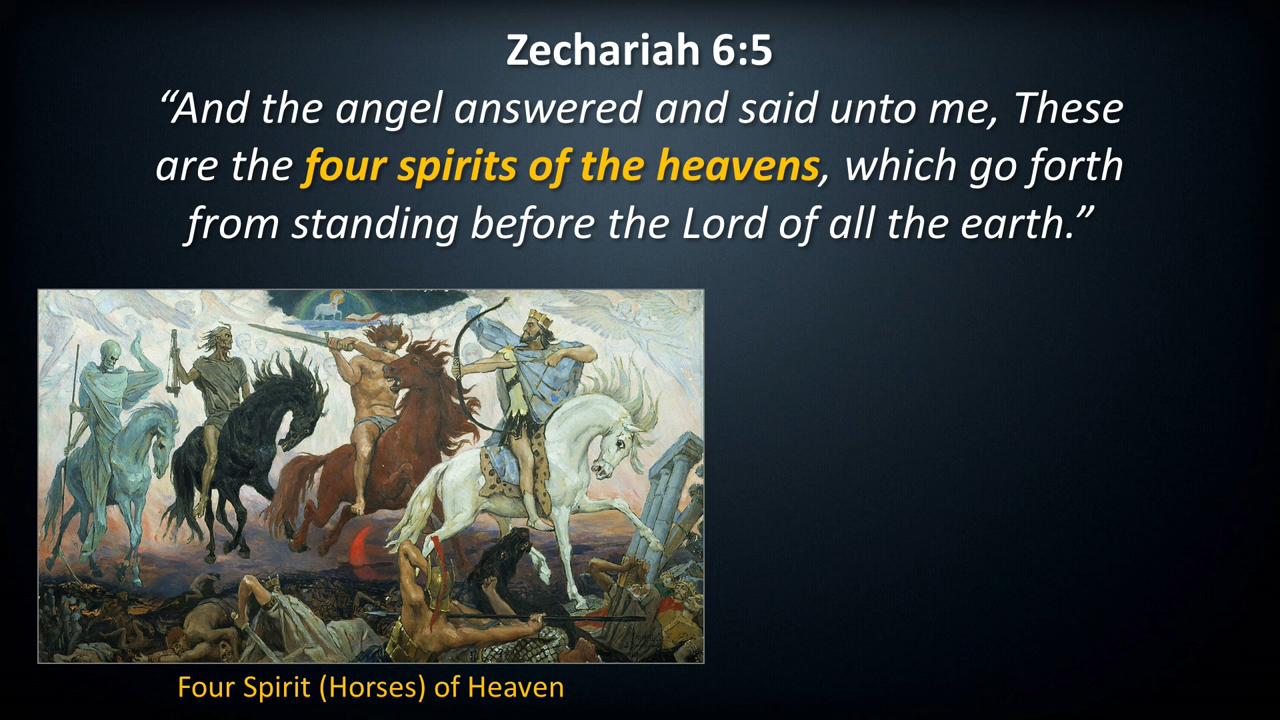 Zechariah 6:5
“And the angel answered and said unto me, These
are the four spirits of the heavens, which go forth
from standing before the Lord of all the earth.”
Four Spirit (Horses) of Heaven